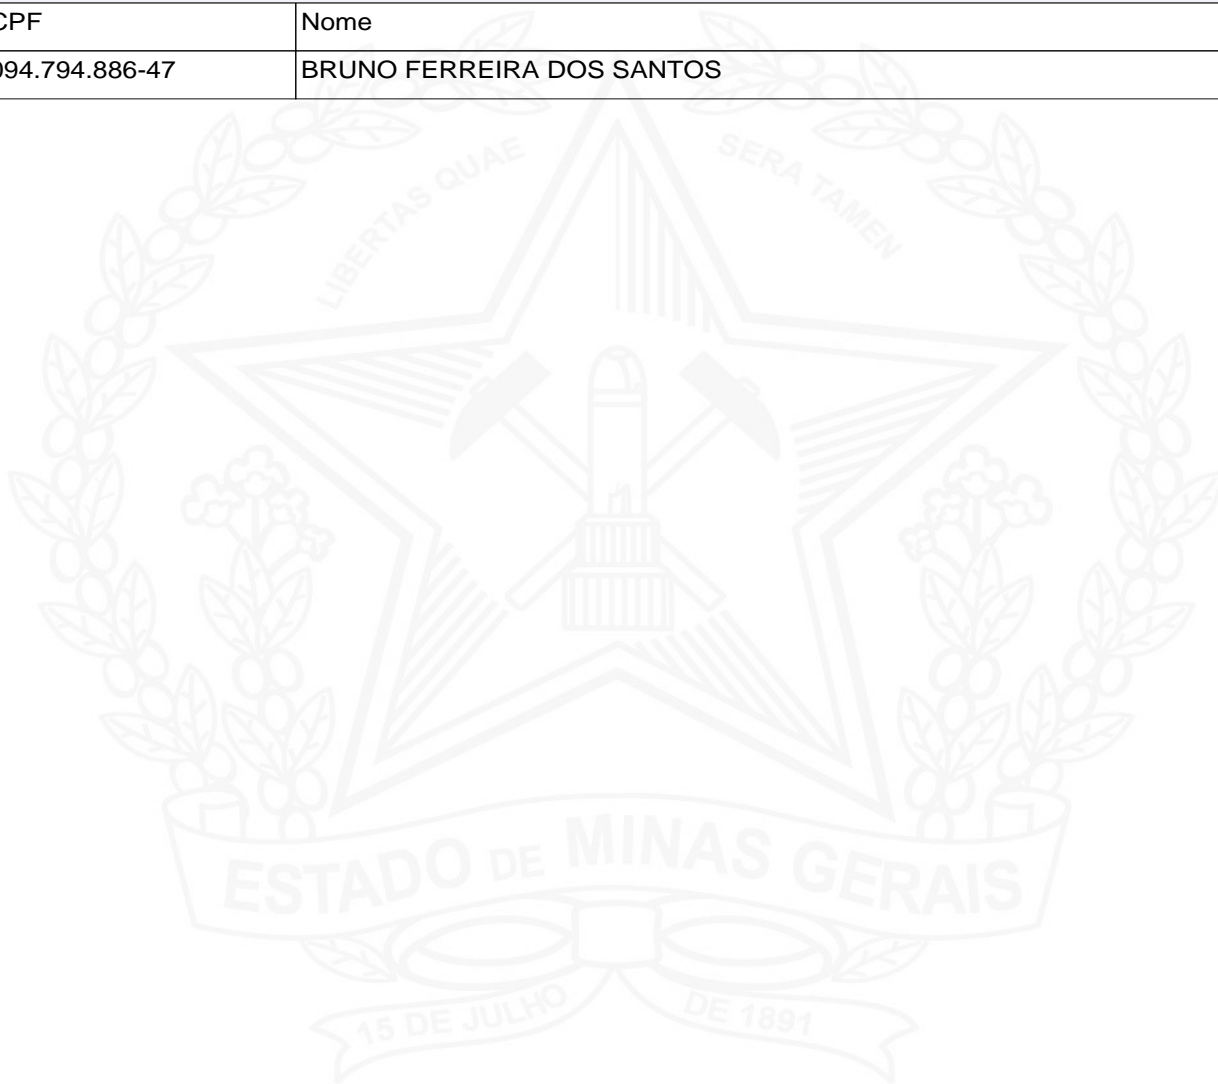 CPF Nome
094.794.886-47 BRUNO FERREIRA DOS SANTOS
LIBERTAS QUAE SERA TAMEN
ESTADO DE MINAS GERAIS
15 DE JULHO DE 1891